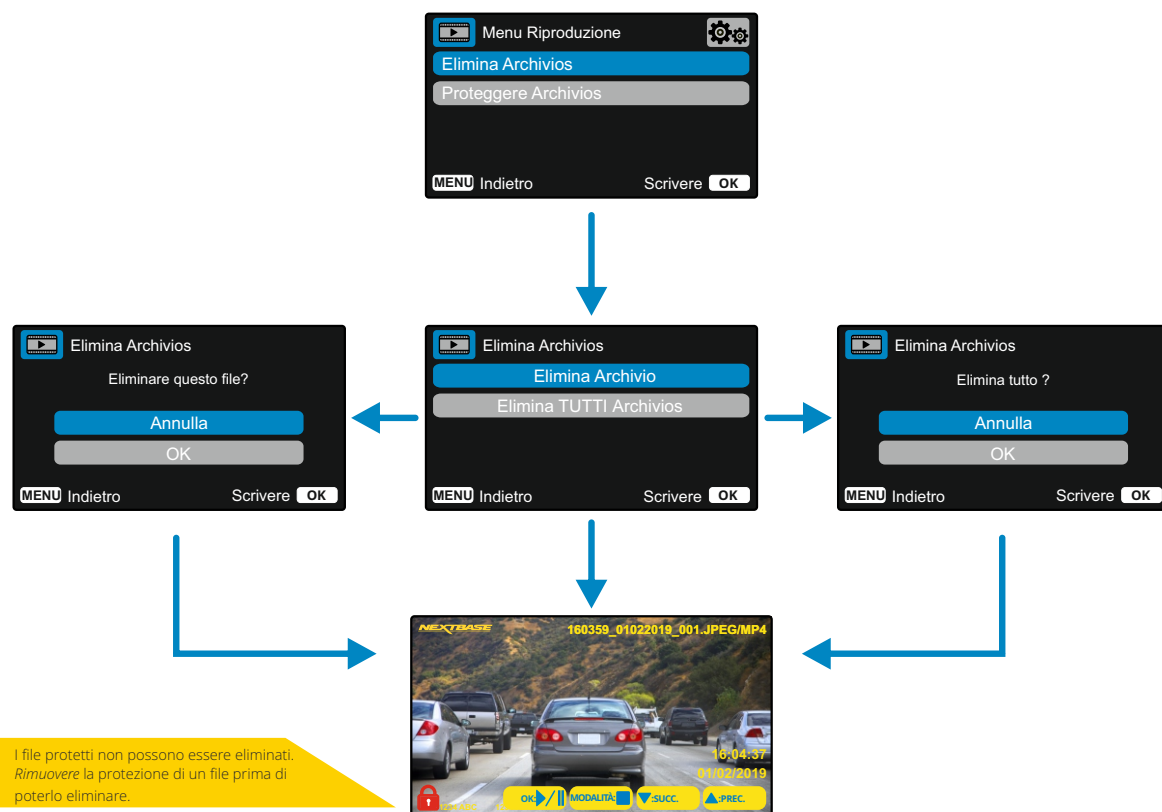 Menu Riproduzione
Elimina Archivios
Proteggere Archivios
MENU Indietro
Scrivere OK
Elimina Archivios
Eliminare questo file?
Annulla
OK
MENU Indietro
Scrivere OK
Elimina Archivios
Elimina Archivio
Elimina TUTTI Archivios
MENU Indietro
Scrivere OK
Elimina Archivios
Elimina tutto ?
Annulla
OK
MENU Indietro
Scrivere OK
NEXTBASE
160359_01022019_001.JPEG/MP4
16:04:37
01/02/2019
OK:
MODALITÀ:
:SUCC.
:PREC.
I file protetti non possono essere eliminati.
Rimuovere la protezione di un file prima di
poterlo eliminare.